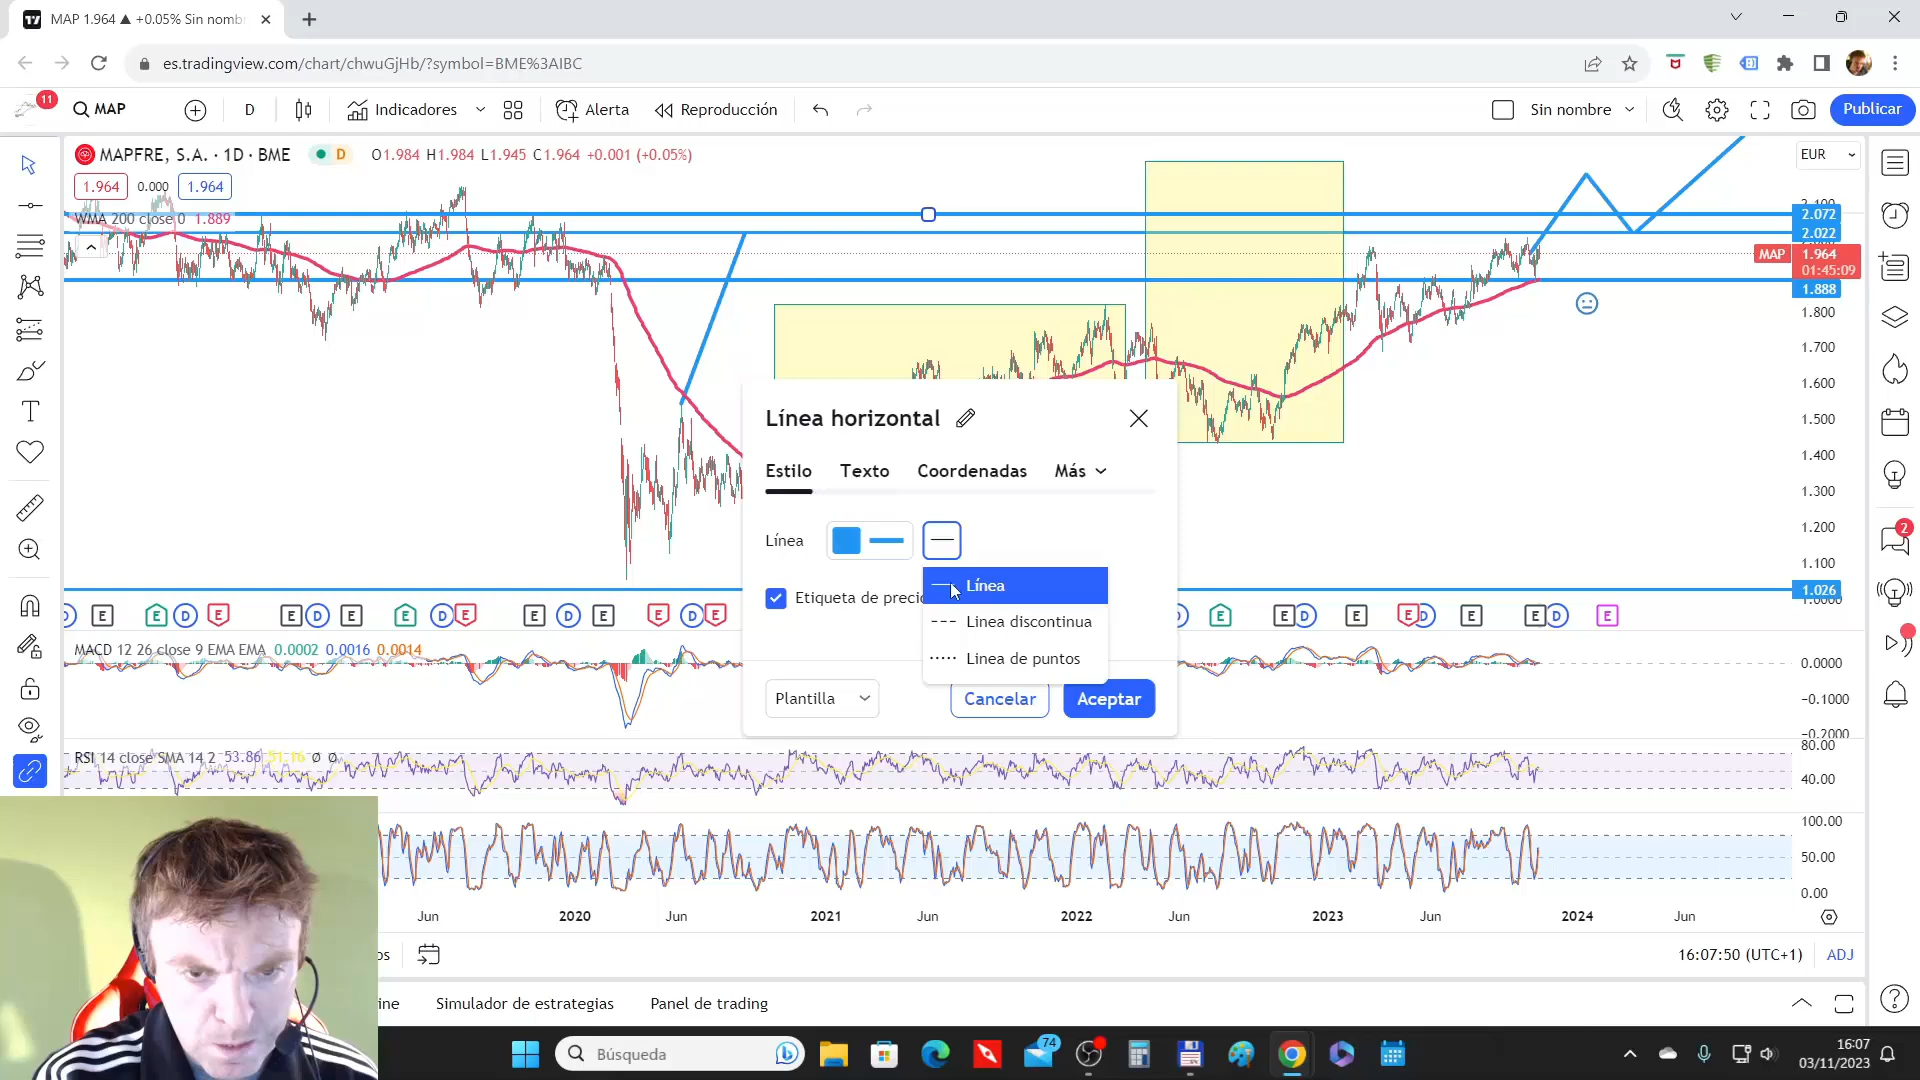 MAP 1.964 ▲ +0.05% Sin nomb
es.tradingview.com/chart/chwuGjHb/?symbol=BME%3AIBC
11
MAP
D
Indicadores
Alerta
Reproducción
Sin nombre
Publicar
MAPFRE, S.A. · 1D · BME
D
O1.984 H1.984 L1.945 C1.964 +0.001 (+0.05%)
EUR
1.964
0.000
1.964
WMA 200 close 0 1.889
2.072
2.022
MAP
1.964
01:45:09
1.888
1.800
1.700
1.600
1.500
1.400
1.300
1.200
1.100
1.026
Línea horizontal
Estilo
Texto
Coordenadas
Más
Línea
Etiqueta de precio
Línea
Linea discontinua
Linea de puntos
Plantilla
Cancelar
Aceptar
2
D E E D E E D E E D E E D E E D E D E E D E E D E E D E
MACD 12 26 close 9 EMA EMA 0.0002 0.0016 0.0014
0.0000
−0.1000
−0.2000
RSI 14 close SMA 14 2 53.86 51.16 Ø Ø
80.00
40.00
100.00
50.00
0.00
Jun
2020
Jun
2021
Jun
2022
Jun
2023
Jun
2024
Jun
os
16:07:50 (UTC+1)
ADJ
ine
Simulador de estrategias
Panel de trading
Búsqueda
74
16:07
03/11/2023